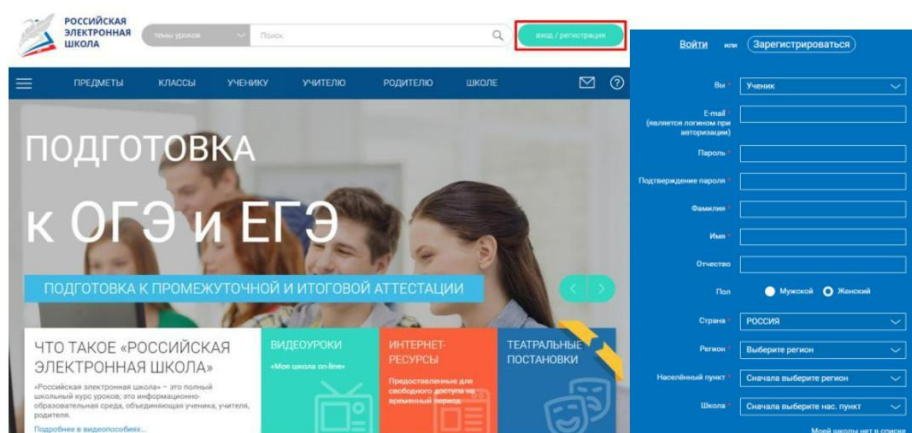 РОССИЙСКАЯ
ЭЛЕКТРОННАЯ
ШКОЛА
темы уроков
Поиск
вход / регистрация
ПРЕДМЕТЫ
КЛАССЫ
УЧЕНИКУ
УЧИТЕЛЮ
РОДИТЕЛЮ
ШКОЛЕ
ПОДГОТОВКА
К ОГЭ И ЕГЭ
ПОДГОТОВКА К ПРОМЕЖУТОЧНОЙ И ИТОГОВОЙ АТТЕСТАЦИИ
ЧТО ТАКОЕ «РОССИЙСКАЯ
ЭЛЕКТРОННАЯ ШКОЛА»
«Российская электронная школа» – это полный
школьный курс уроков; это информационно-
образовательная среда, объединяющая ученика, учителя,
родителя.
Подробнее в видеопособиях...
ВИДЕОУРОКИ
«Моя школа on-line»
ИНТЕРНЕТ-
РЕСУРСЫ
Предоставленные для
свободного доступа на
временный период
ТЕАТРАЛЬНЫЕ
ПОСТАНОВКИ
Войти или Зарегистрироваться
Вы * Ученик
E-mail *
(является логином при
авторизации)
Пароль *
Подтверждение пароля *
Фамилия *
Имя *
Отчество
Пол Мужской Женский
Страна * РОССИЯ
Регион * Выберите регион
Населённый пункт * Сначала выберите регион
Школа * Сначала выберите нас. пункт
Моей школы нет в списке